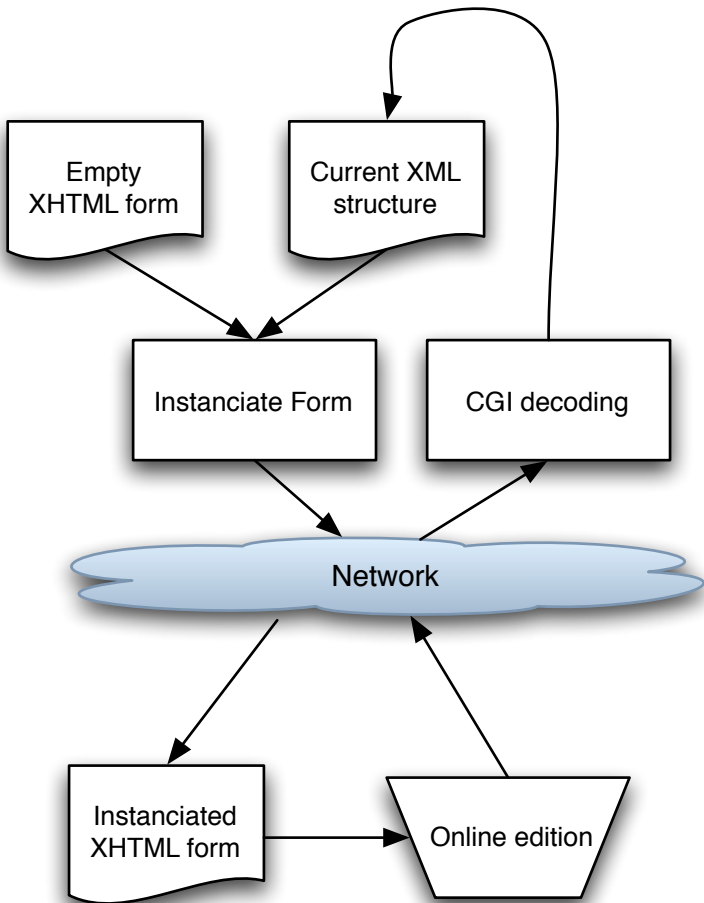 Empty
XHTML form
Current XML
structure
Instanciate Form
CGI decoding
Network
Instanciated
XHTML form
Online edition